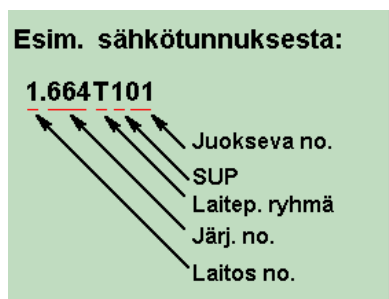 Esim. sähkötunnuksesta:
1.664T101
Juokseva no.
SUP
Laitep. ryhmä
Järj. no.
Laitos no.